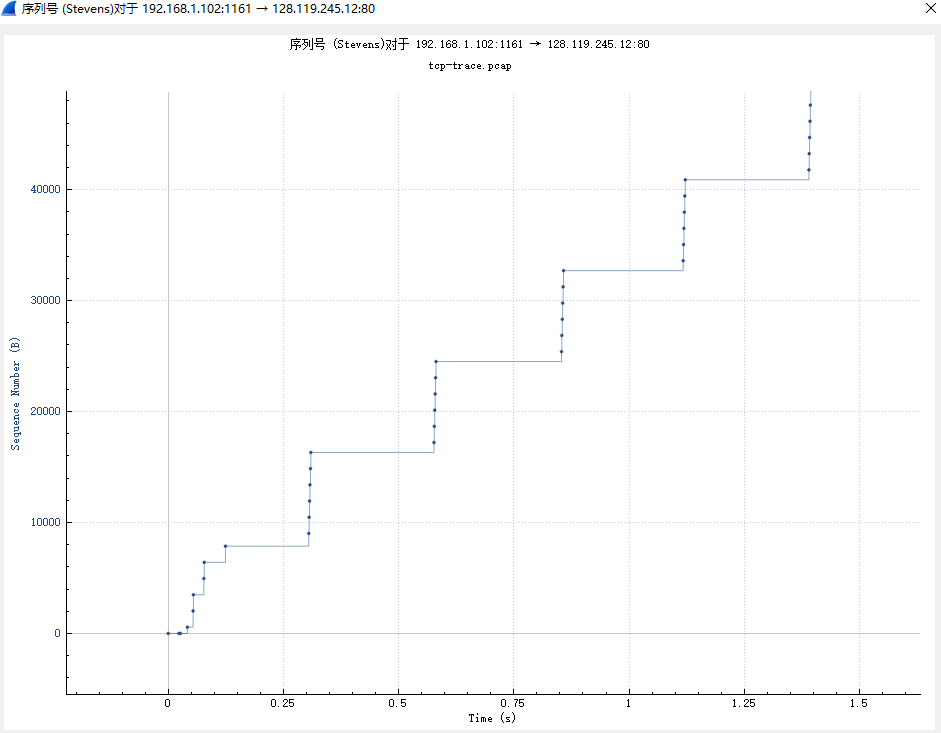 序列号 (Stevens)对于 192.168.1.102:1161 → 128.119.245.12:80
序列号 (Stevens)对于 192.168.1.102:1161 → 128.119.245.12:80
tcp-trace.pcap
Sequence Number (B)
40000
30000
20000
10000
0
0 0.25 0.5 0.75 1 1.25 1.5
Time (s)